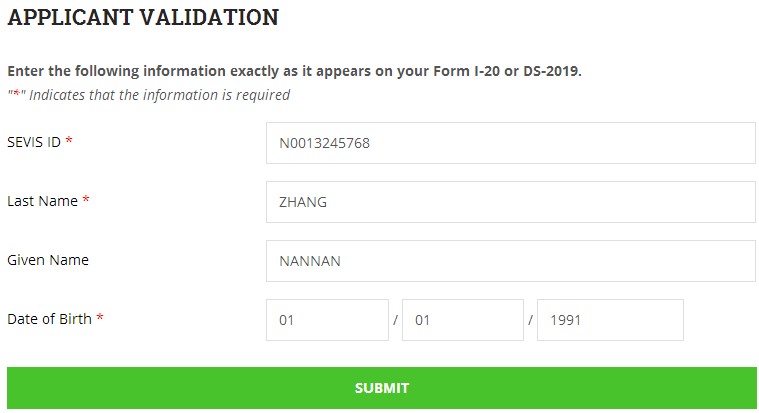 APPLICANT VALIDATION
Enter the following information exactly as it appears on your Form I-20 or DS-2019.
"*" Indicates that the information is required
SEVIS ID * N0013245768
Last Name * ZHANG
Given Name NANNAN
Date of Birth * 01 / 01 / 1991
SUBMIT